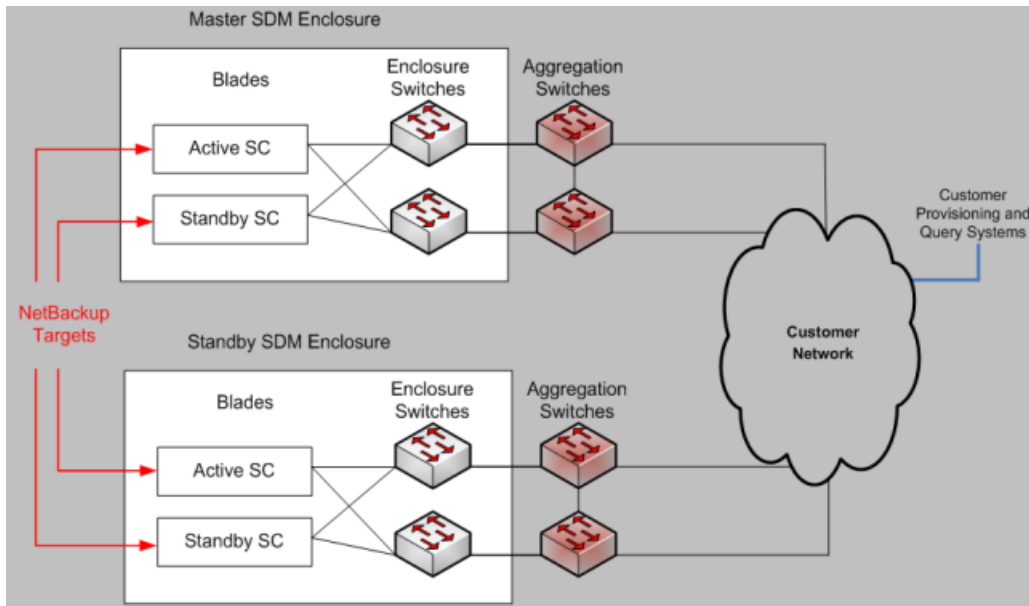 Master SDM Enclosure
Blades
Enclosure
Switches
Aggregation
Switches
Active SC
Standby SC
Customer
Provisioning and
Query Systems
NetBackup
Targets
Customer
Network
Standby SDM Enclosure
Blades
Enclosure
Switches
Aggregation
Switches
Active SC
Standby SC